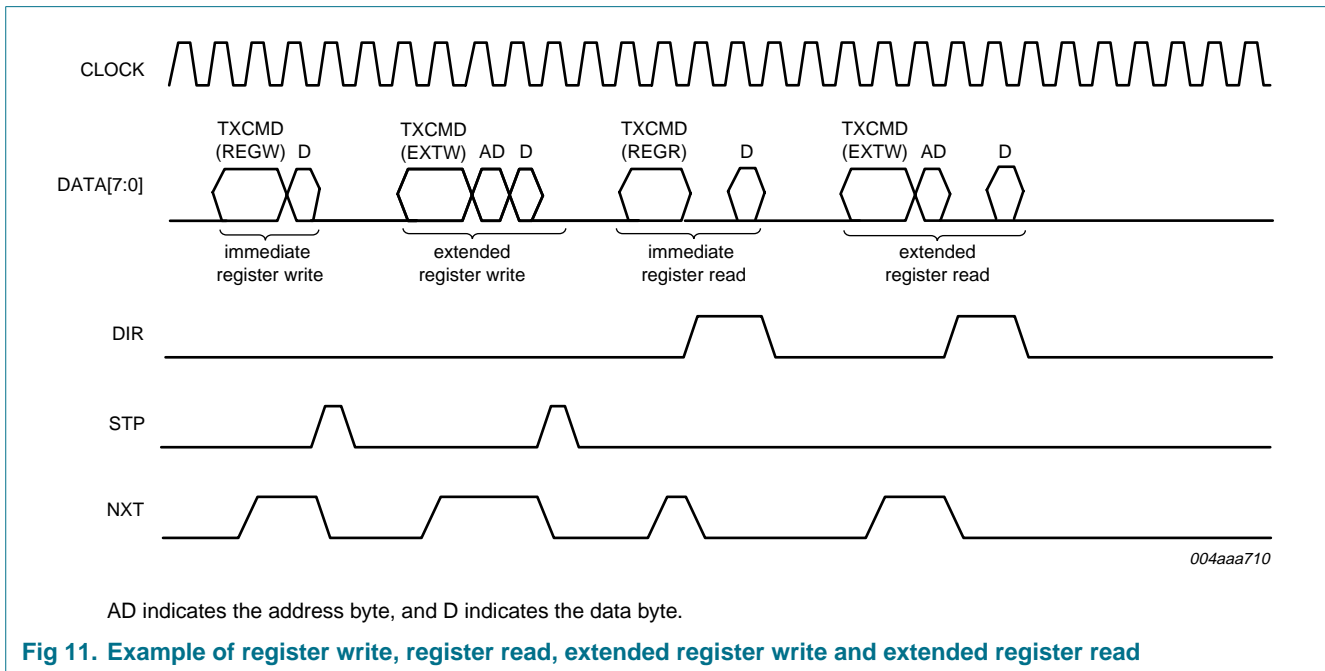 CLOCK
TXCMD TXCMD TXCMD TXCMD
(REGW) D (EXTW) AD D (REGR) D (EXTW) AD D
DATA[7:0]
immediate extended immediate extended
register write register write register read register read
DIR
STP
NXT
004aaa710
AD indicates the address byte, and D indicates the data byte.
Fig 11. Example of register write, register read, extended register write and extended register read